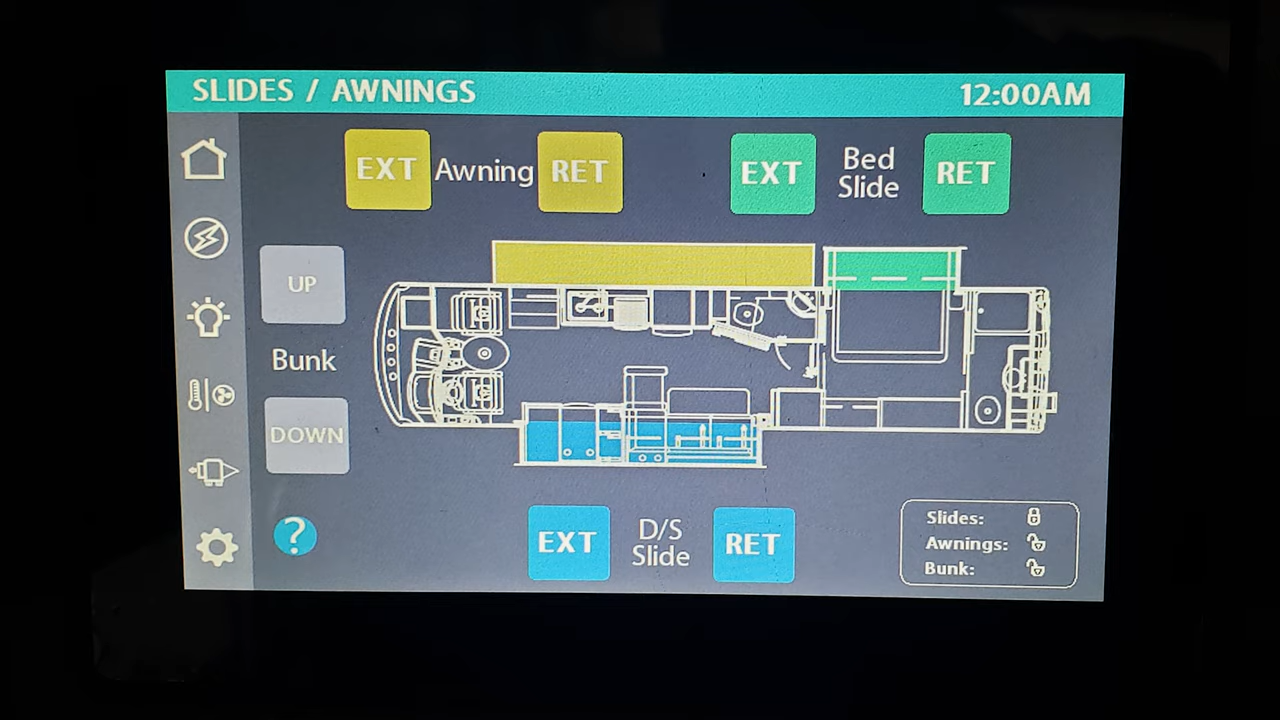 SLIDES / AWNINGS 12:00AM
EXT Awning RET
EXT Bed Slide RET
UP
Bunk
DOWN
?
EXT D/S Slide RET
Slides:
Awnings:
Bunk: